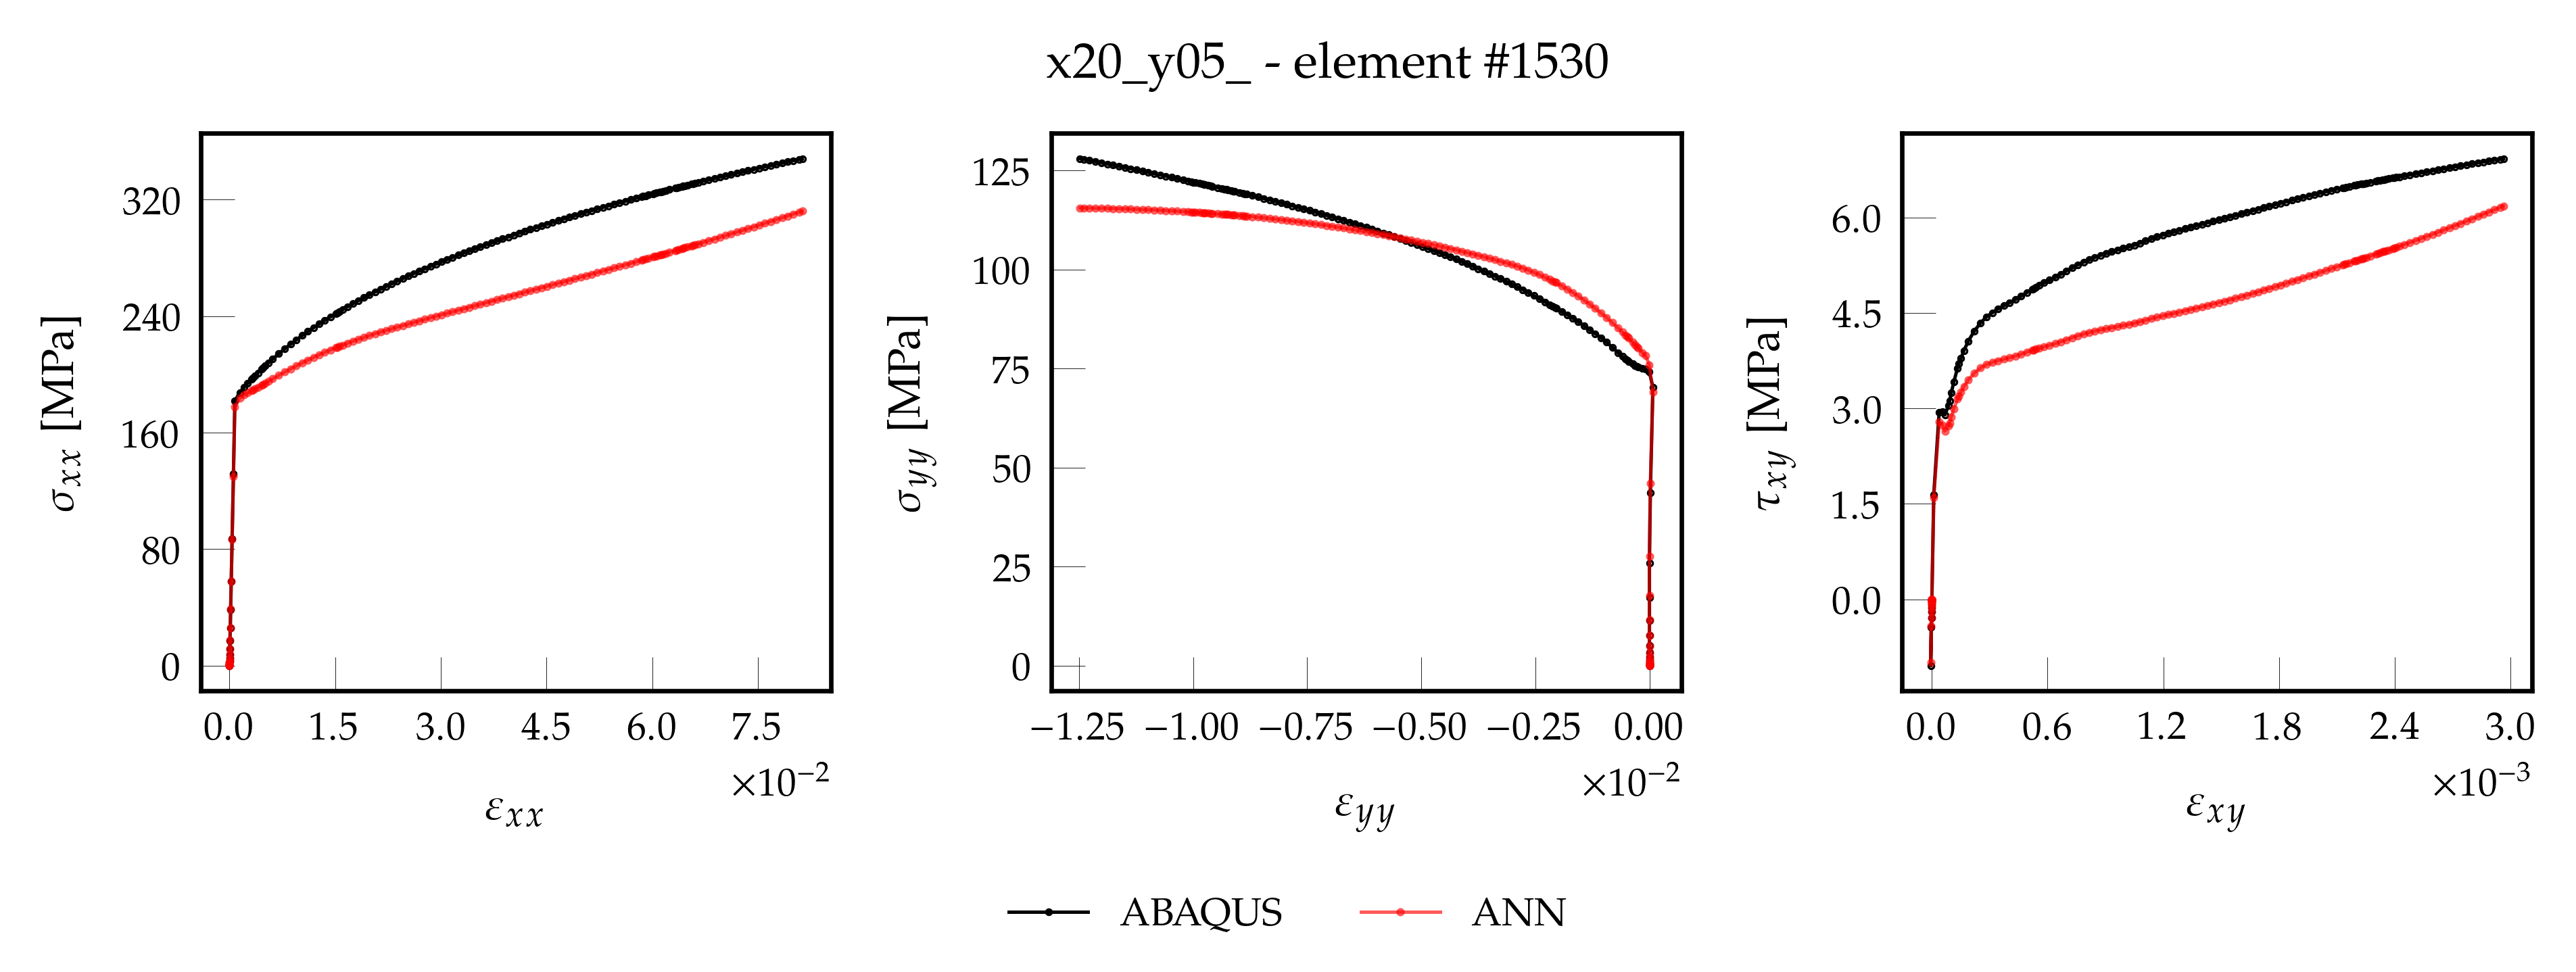 x20_y05_ - element #1530
σxx [MPa]
320
240
160
80
0
0.0 1.5 3.0 4.5 6.0 7.5
×10−2
εxx
σyy [MPa]
125
100
75
50
25
0
−1.25 −1.00 −0.75 −0.50 −0.25 0.00
×10−2
εyy
τxy [MPa]
6.0
4.5
3.0
1.5
0.0
0.0 0.6 1.2 1.8 2.4 3.0
×10−3
εxy
ABAQUS ANN